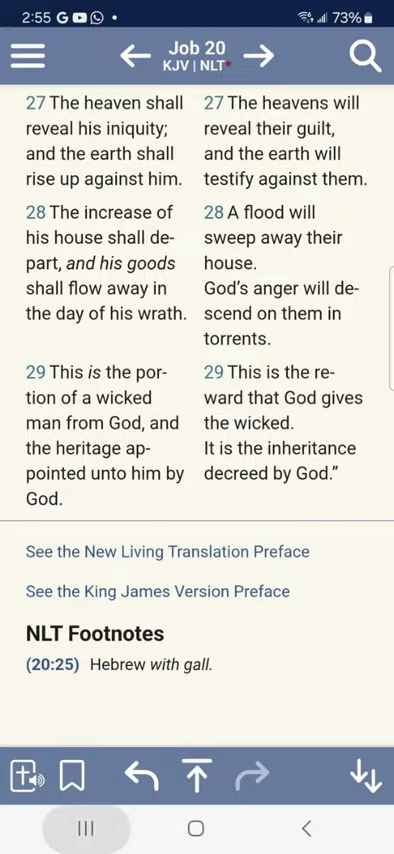 2:55 G
73%
Job 20
KJV | NLT*
27 The heaven shall
reveal his iniquity;
and the earth shall
rise up against him.
28 The increase of
his house shall de-
part, and his goods
shall flow away in
the day of his wrath.
29 This is the por-
tion of a wicked
man from God, and
the heritage ap-
pointed unto him by
God.
27 The heavens will
reveal their guilt,
and the earth will
testify against them.
28 A flood will
sweep away their
house.
God’s anger will de-
scend on them in
torrents.
29 This is the re-
ward that God gives
the wicked.
It is the inheritance
decreed by God.”
See the New Living Translation Preface
See the King James Version Preface
NLT Footnotes
(20:25) Hebrew with gall.